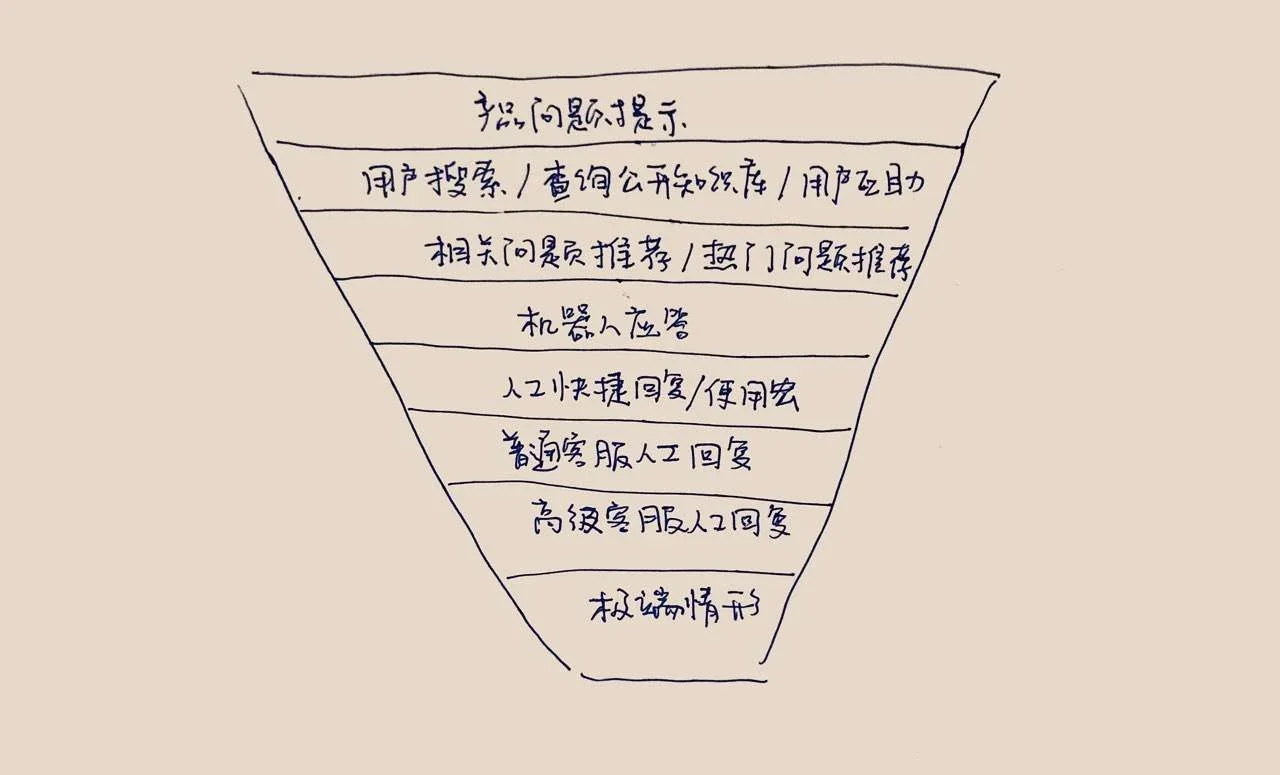 产品问题提示
用户搜索/查询公开知识库/用户互助
相关问题推荐/热门问题推荐
机器人应答
人工快捷回复/使用宏
普通客服人工回复
高级客服人工回复
极端情形